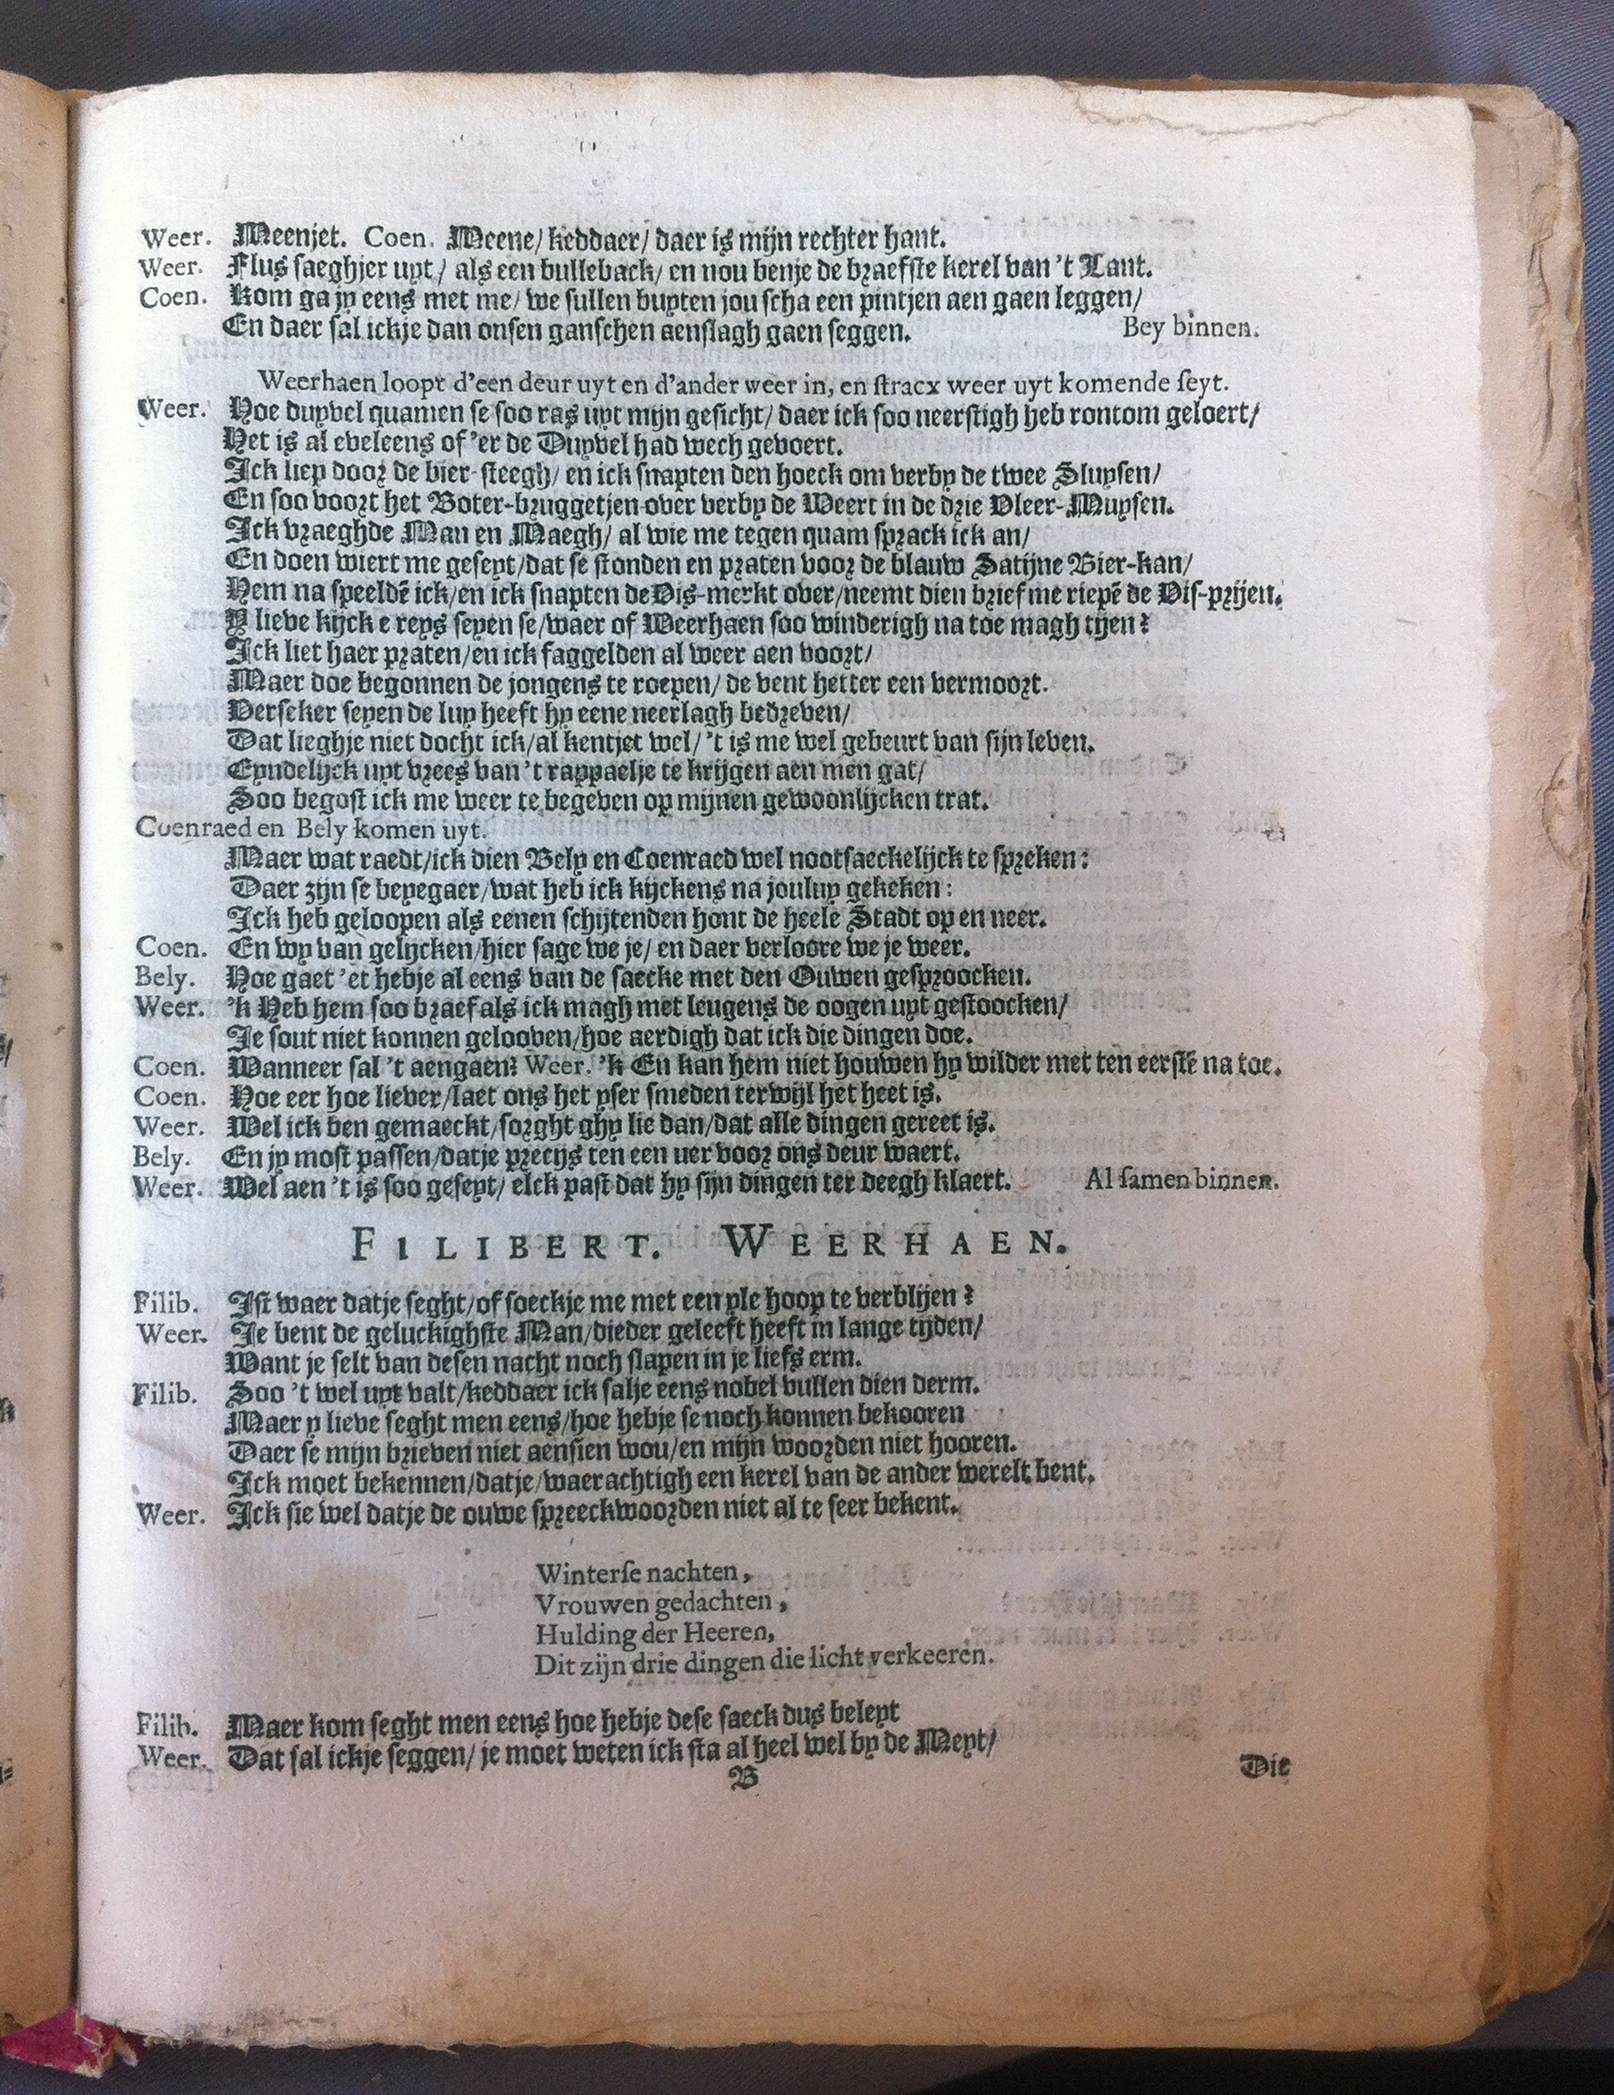 Weer. Meenjet. Coen. Meene/ keddaer/ daer is mijn rechter hant.
Weer. Flus saeghjer uyt/ als een bulleback/ en nou benje de braefste kerel van 't Lant.
Coen. Kom ga jy eens met me/ we sullen buyten jou scha een pintjen aen gaen leggen/
En daer sal ickje dan onsen ganschen aenslagh gaen seggen. Bey binnen.
Weerhaen loopt d'een deur uyt en d'ander weer in, en stracx weer uyt komende seyt.
Weer. Hoe duyvel quamen se soo ras uyt mijn gesicht/ daer ick soo neerstigh heb rontom geloert/
Het is al eveleens of 'er de Duyvel had wech gevoert.
Ick liep door de bier-steegh/ en ick snapten den hoeck om verby de twee Sluysen/
En soo voort het Boter-bruggetjen over verby de Weert in de drie Vleer-Muysen.
Ick vraeghde Man en Maegh/ al wie me tegen quam sprack ick an/
En doen wiert me geseyt/dat se stonden en praten voor de blauw Satijne Bier-kan/
Hem na speeldē ick/en ick snapten de Vis-merkt over/neemt dien brief me riepē de Vis-prijen.
Y lieve kijck e reys seyen se/waer of Weerhaen soo winderigh na toe magh tijen?
Ick liet haer praten/en ick faggelden al weer aen voort/
Maer doe begonnen de jongens te roepen/ de vent hetter een vermoort.
Verseker seyen de luy heeft hy eene neerlagh bedreven/
Dat lieghje niet docht ick/al kentjet wel/ 't is me wel gebeurt van sijn leven.
Eyndelijck uyt vrees van 't rappaelje te krijgen aen men gat/
Soo begost ick me weer te begeven op mijnen gewoonlijcken trat.
Coenraed en Bely komen uyt.
Maer wat raedt/ick dien Bely en Coenraed wel nootsaeckelijck te spreken:
Daer zijn se beyegaer/wat heb ick kijckens na jouluy gekeken:
Ick heb geloopen als eenen schijtenden hont de heele Stadt op en neer.
Coen. En wy van gelijcken/hier sage we je/ en daer verloore we je weer.
Bely. Hoe gaet 'et hebje al eens van de saecke met den Ouwen gesproocken.
Weer. 'k Heb hem soo braef als ick magh met leugens de oogen uyt gestoocken/
Je sout niet konnen gelooven/hoe aerdigh dat ick die dingen doe.
Coen. Wanneer sal 't aengaen? Weer. 'k En kan hem niet houwen hy wilder met ten eerstē na toe.
Coen. Hoe eer hoe liever/laet ons het yser smeden terwijl het heet is.
Weer. Wel ick ben gemaeckt/sorght ghy lie dan/dat alle dingen gereet is.
Bely. En jy most passen/datje precijs ten een uer voor ons deur waert.
Weer. Wel aen 't is soo geseyt/ elck past dat hy sijn dingen ter deegh klaert. Al samen binnen.
FILIBERT. WEERHAEN.
Filib. Ist waer datje seght/of soeckje me met een yle hoop te verblijen?
Weer. Je bent de geluckighste Man/dieder geleeft heeft in lange tijden/
Want je selt van desen nacht noch slapen in je liefs erm.
Filib. Soo 't wel uyt valt/keddaer ick salje eens nobel vullen dien derm.
Maer y lieve seght men eens/hoe hebje se noch konnen bekooren
Daer se mijn brieven niet aensien wou/en mijn woorden niet hooren.
Ick moet bekennen/datje/waerachtigh een kerel van de ander werelt bent.
Weer. Ick sie wel datje de ouwe spreeckwoorden niet al te seer bekent.
Winterse nachten,
Vrouwen gedachten,
Hulding der Heeren,
Dit zijn drie dingen die licht verkeeren.
Filib. Maer kom seght men eens hoe hebje dese saeck dus beleyt
Weer. Dat sal ickje seggen/ je moet weten ick sta al heel wel by de Meyt/
B Die